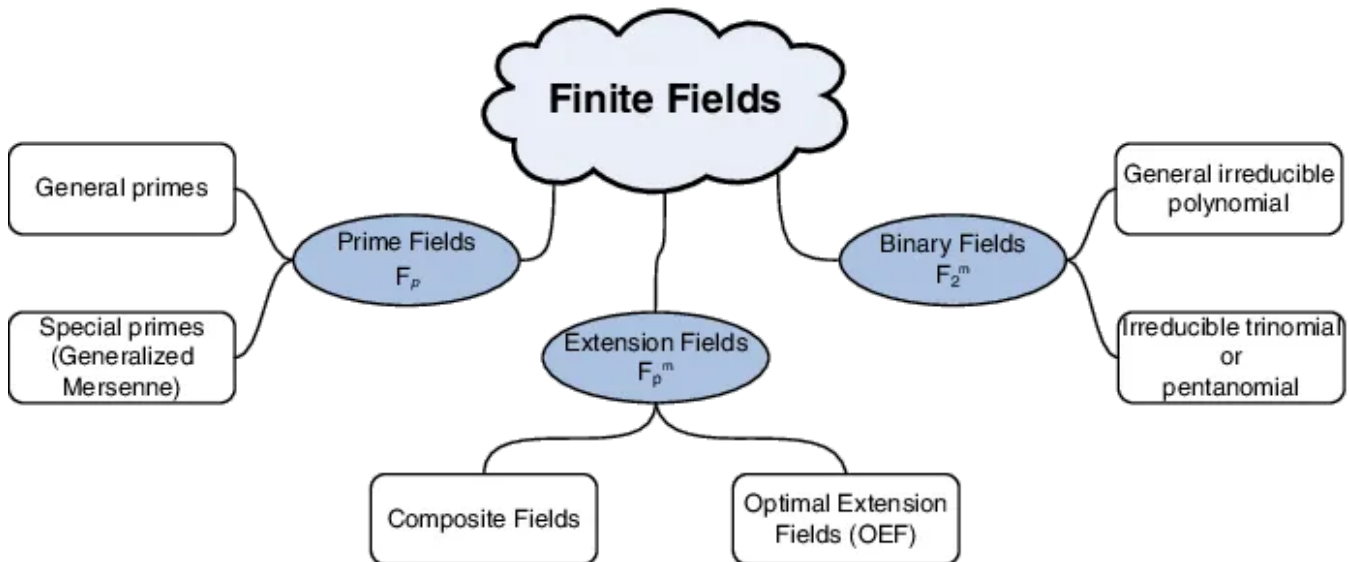 Finite Fields
General primes
Special primes
(Generalized
Mersenne)
Prime Fields
Fp
Extension Fields
Fpm
Composite Fields
Optimal Extension
Fields (OEF)
Binary Fields
F2m
General irreducible
polynomial
Irreducible trinomial
or
pentanomial